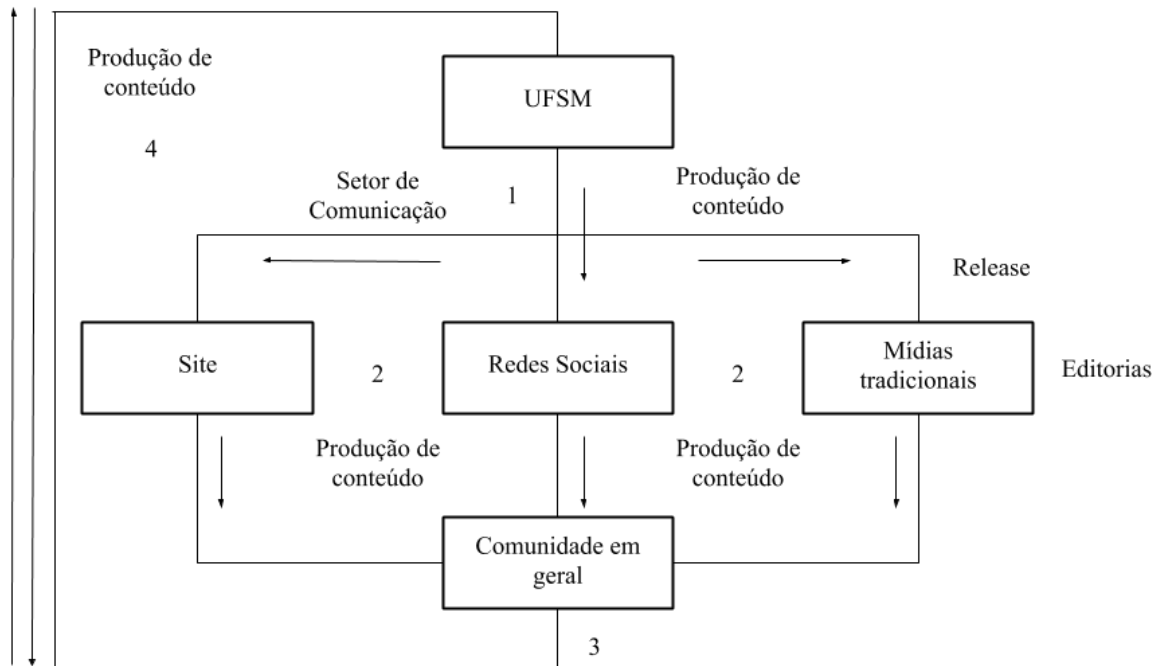 Produção de
conteúdo
4
UFSM
Setor de
Comunicação
1
Produção de
conteúdo
Release
Site
2
Redes Sociais
2
Mídias
tradicionais
Editorias
Produção de
conteúdo
Produção de
conteúdo
Comunidade em
geral
3